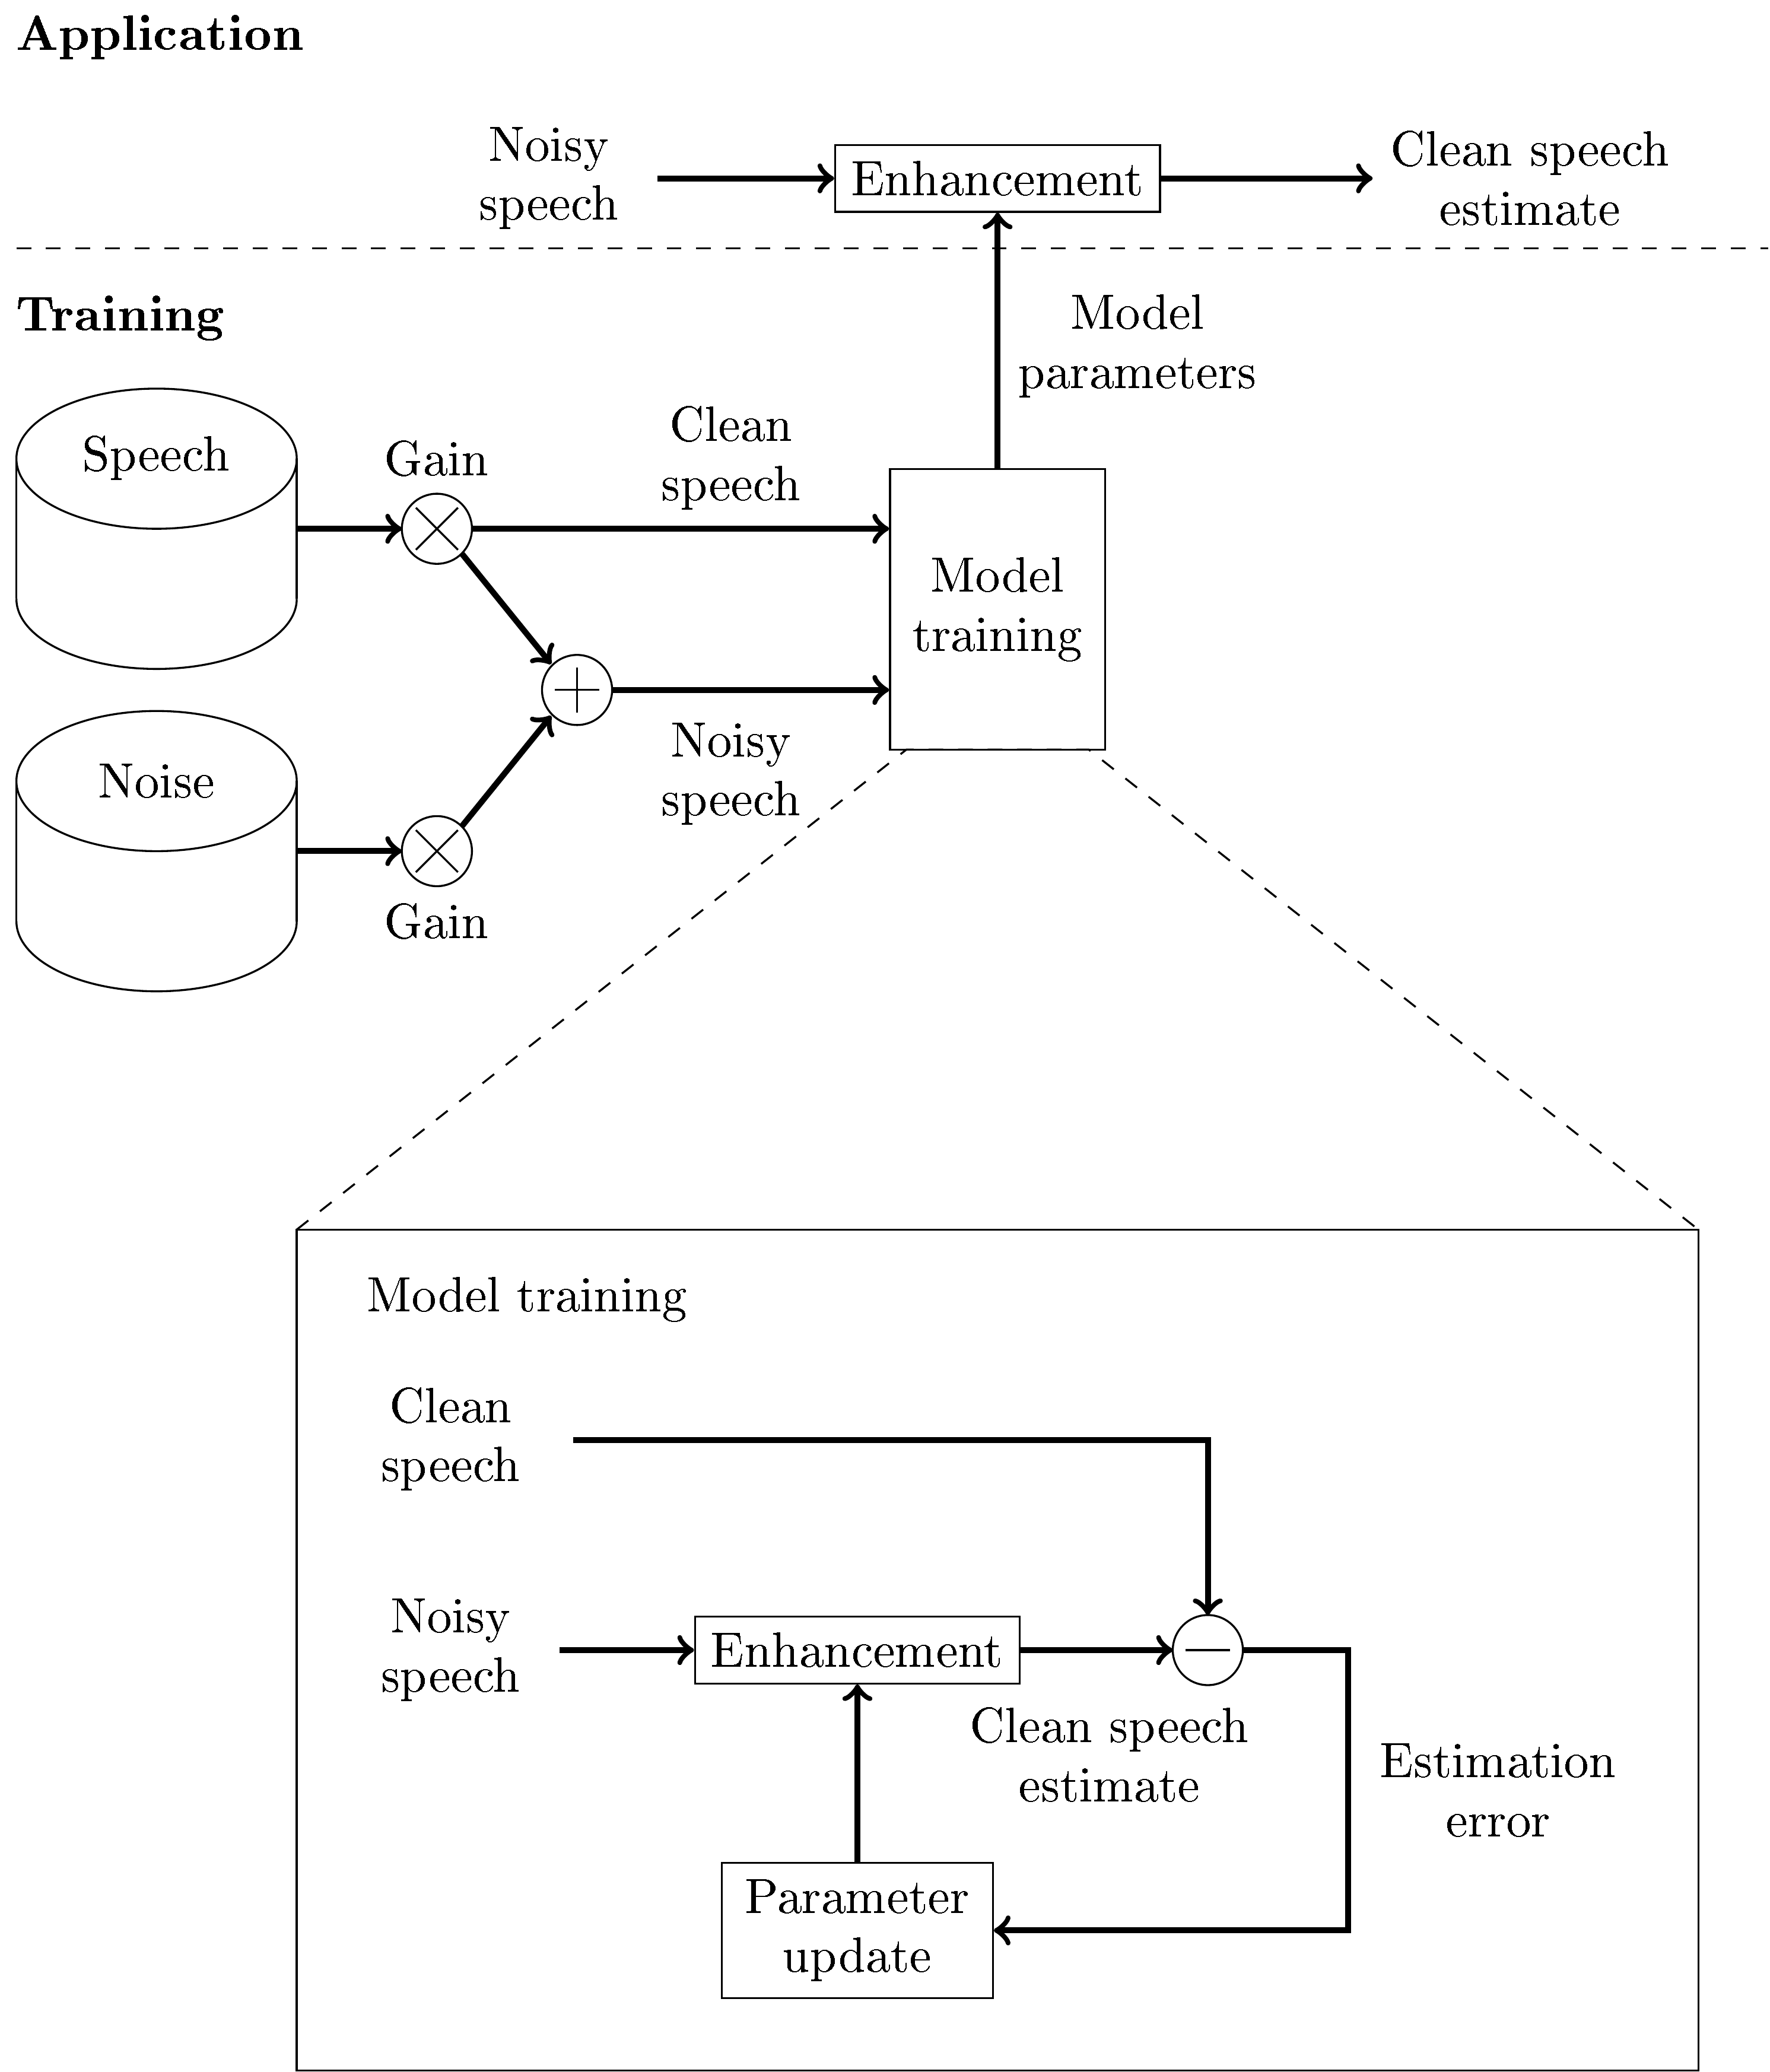 Application
Noisy
speech
Enhancement
Clean speech
estimate
Training
Model
parameters
Speech
Gain
Clean
speech
Model
training
Noisy
speech
Noise
Gain
Model training
Clean
speech
Noisy
speech
Enhancement
Clean speech
estimate
Estimation
error
Parameter
update